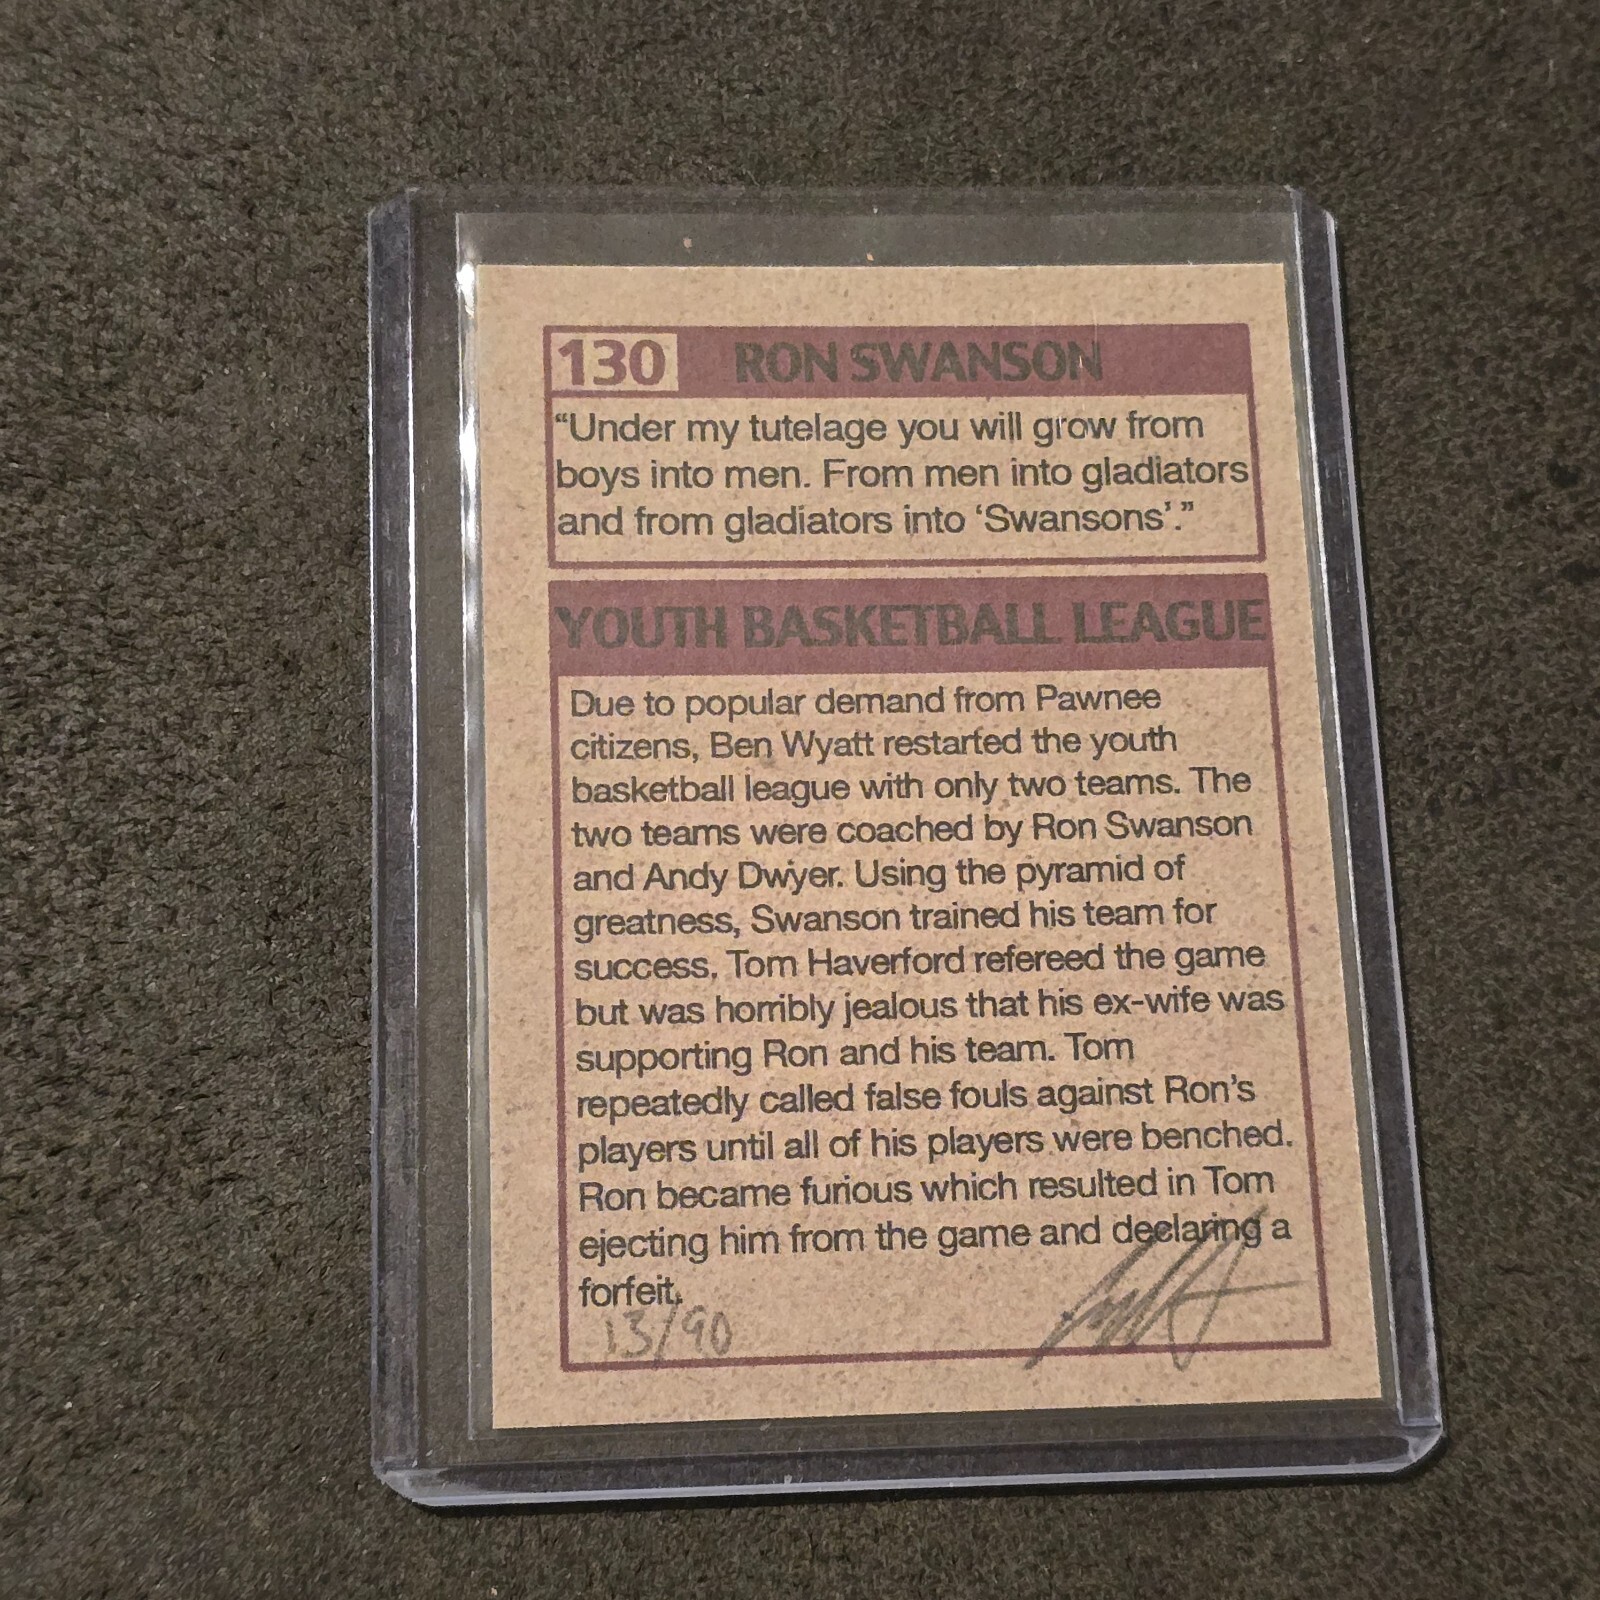 130 RON SWANSON
“Under my tutelage you will grow from
boys into men. From men into gladiators
and from gladiators into ‘Swansons’.”
YOUTH BASKETBALL LEAGUE
Due to popular demand from Pawnee
citizens, Ben Wyatt restarted the youth
basketball league with only two teams. The
two teams were coached by Ron Swanson
and Andy Dwyer. Using the pyramid of
greatness, Swanson trained his team for
success. Tom Haverford refereed the game
but was horribly jealous that his ex-wife was
supporting Ron and his team. Tom
repeatedly called false fouls against Ron’s
players until all of his players were benched.
Ron became furious which resulted in Tom
ejecting him from the game and declaring a
forfeit.
13/90